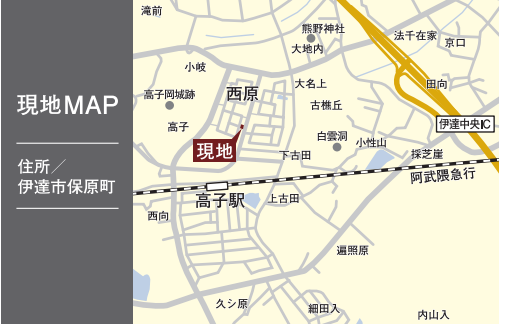 現地MAP
住所／
伊達市保原町
滝前
熊野神社
大地内
法千在家
京口
小岐
高子岡城跡
西原
大名上
古樵丘
田向
高子
白雲洞
小性山
伊達中央IC
現地
下古田
採芝崖
阿武隈急行
高子駅
上古田
西向
遍照原
久シ原
細田入
内山入